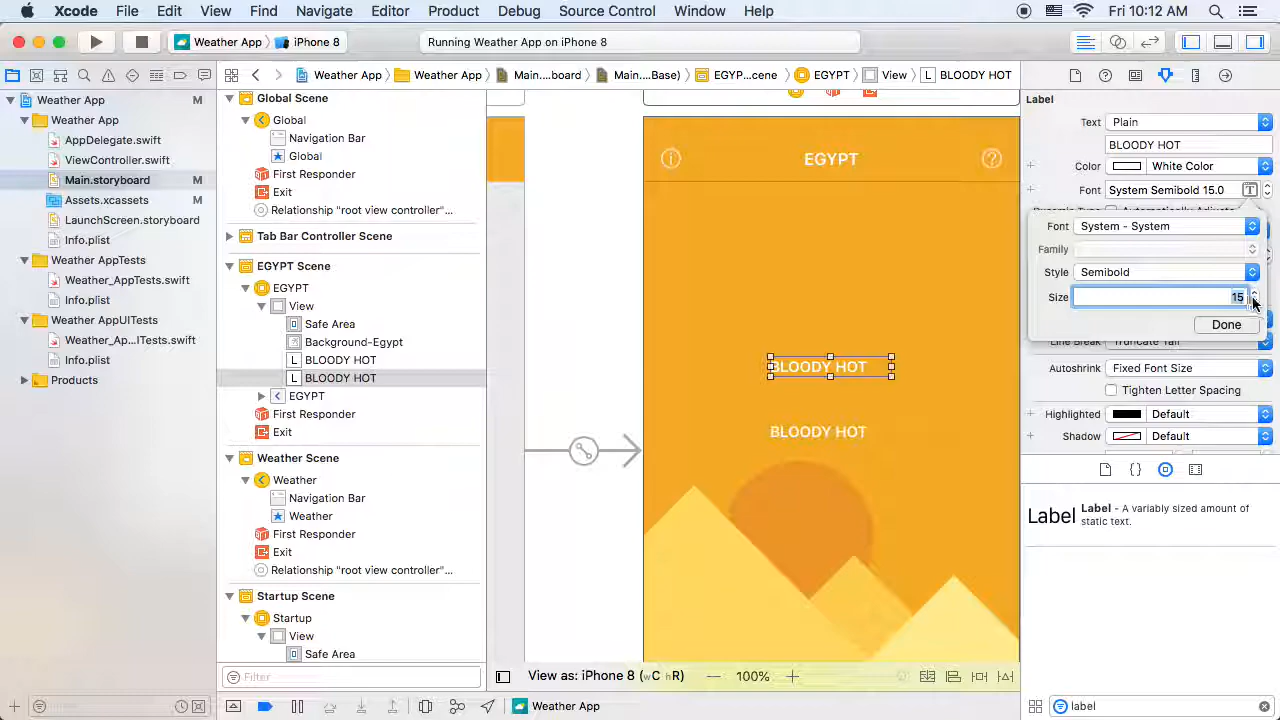 Xcode File Edit View Find Navigate Editor Product Debug Source Control Window Help Fri 10:12 AM
Weather App iPhone 8 Running Weather App on iPhone 8
Weather App Weather App Main....board Main....Base) EGYP...cene EGYPT View L BLOODY HOT
Weather App M
Weather App
AppDelegate.swift
ViewController.swift
Main.storyboard M
Assets.xcassets M
LaunchScreen.storyboard
Info.plist
Weather AppTests
Weather_AppTests.swift
Info.plist
Weather AppUITests
Weather_Ap...ITests.swift
Info.plist
Products
Global Scene
Global
Navigation Bar
Global
First Responder
Exit
Relationship "root view controller"...
Tab Bar Controller Scene
EGYPT Scene
EGYPT
View
Safe Area
Background-Egypt
L BLOODY HOT
L BLOODY HOT
EGYPT
First Responder
Exit
Weather Scene
Weather
Navigation Bar
Weather
First Responder
Exit
Relationship "root view controller"...
Startup Scene
Startup
View
Safe Area
Filter
EGYPT
BLOODY HOT
BLOODY HOT
View as: iPhone 8 (wC hR) — 100% +
Weather App
Label
Text Plain
BLOODY HOT
Color White Color
Font System Semibold 15.0 T
Font System - System
Family
Style Semibold
Size 15
Done
Line Break Truncate Tail
Autoshrink Fixed Font Size
Tighten Letter Spacing
Highlighted Default
Shadow Default
Label Label - A variably sized amount of
static text.
label